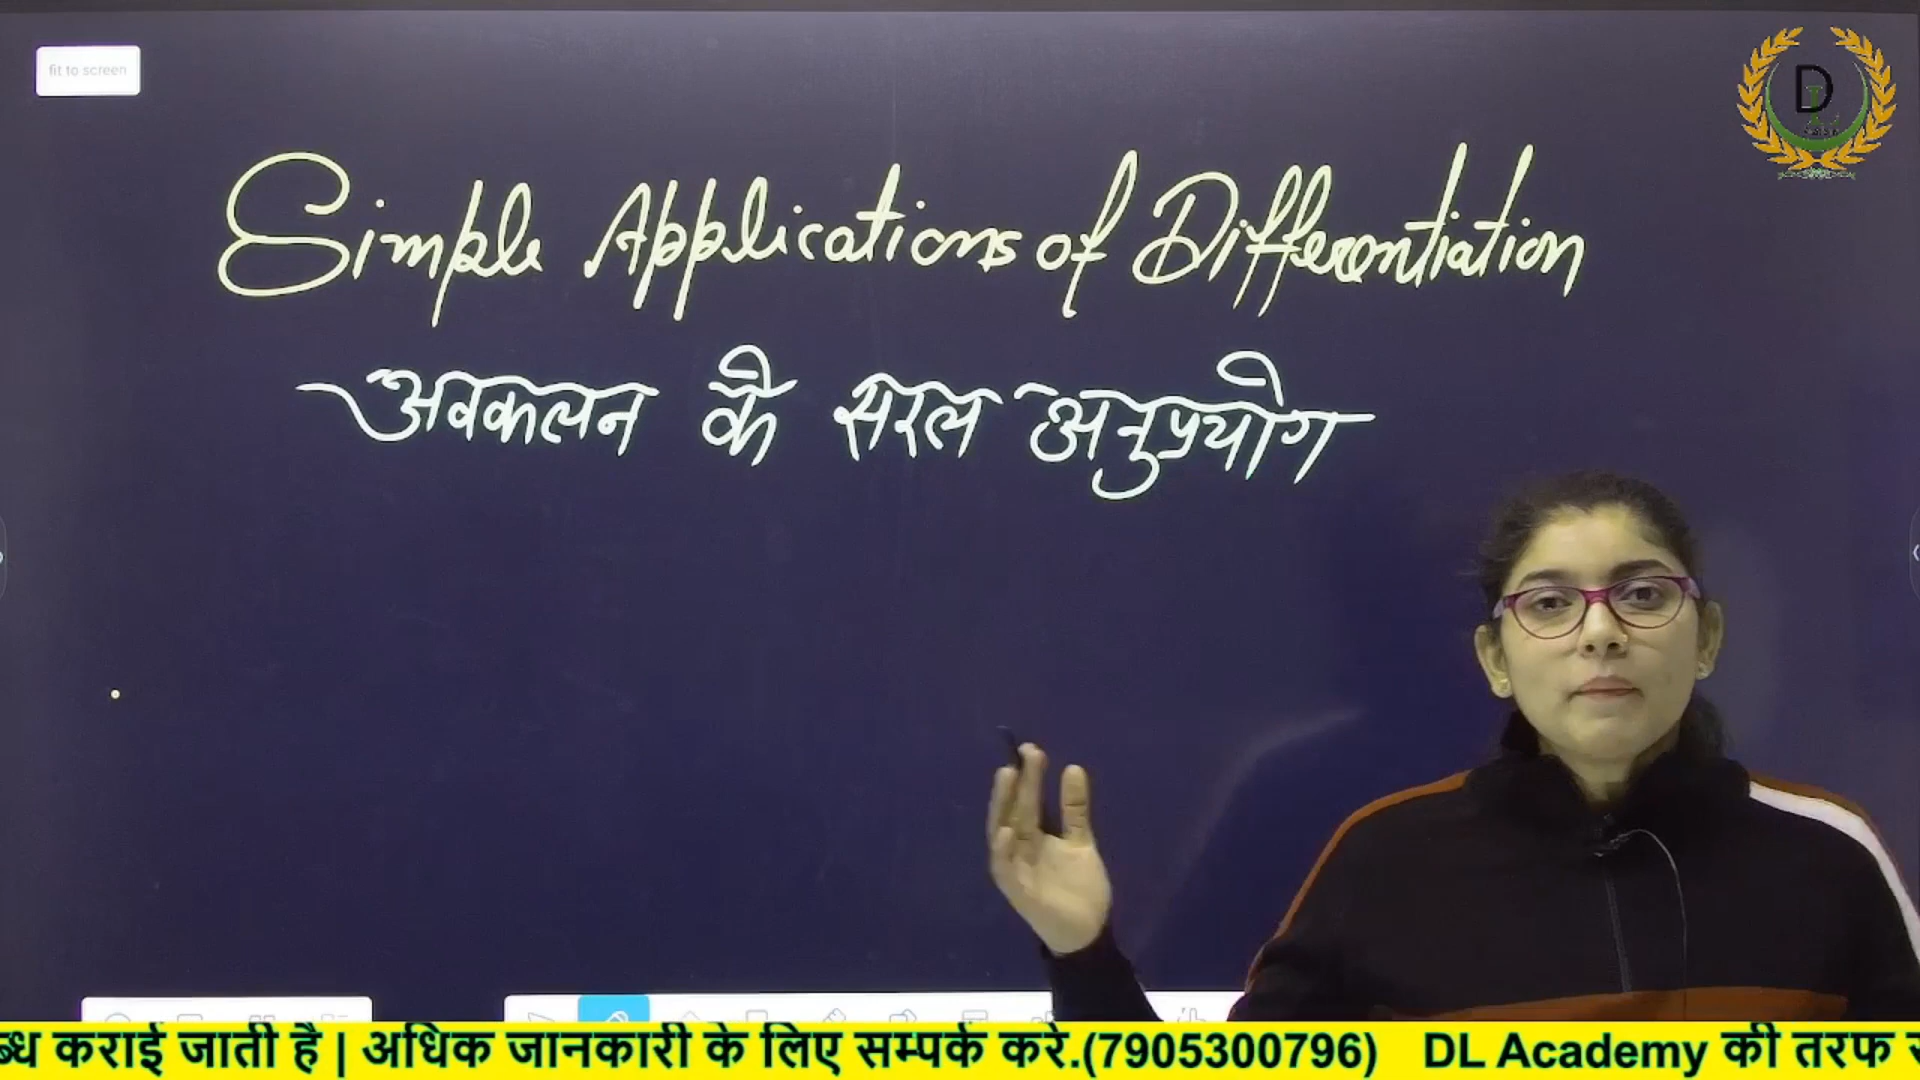 fit to screen
D
Simple Applications of Differentiation
अवकलन के सरल अनुप्रयोग
ब्ध कराई जाती है | अधिक जानकारी के लिए सम्पर्क करे.(7905300796) DL Academy की तरफ